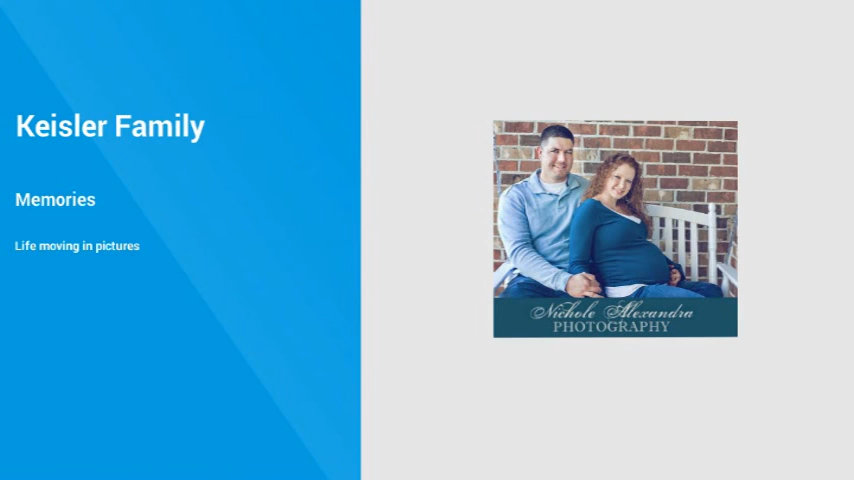 Keisler Family
Memories
Life moving in pictures
Nichole Alexandra
PHOTOGRAPHY